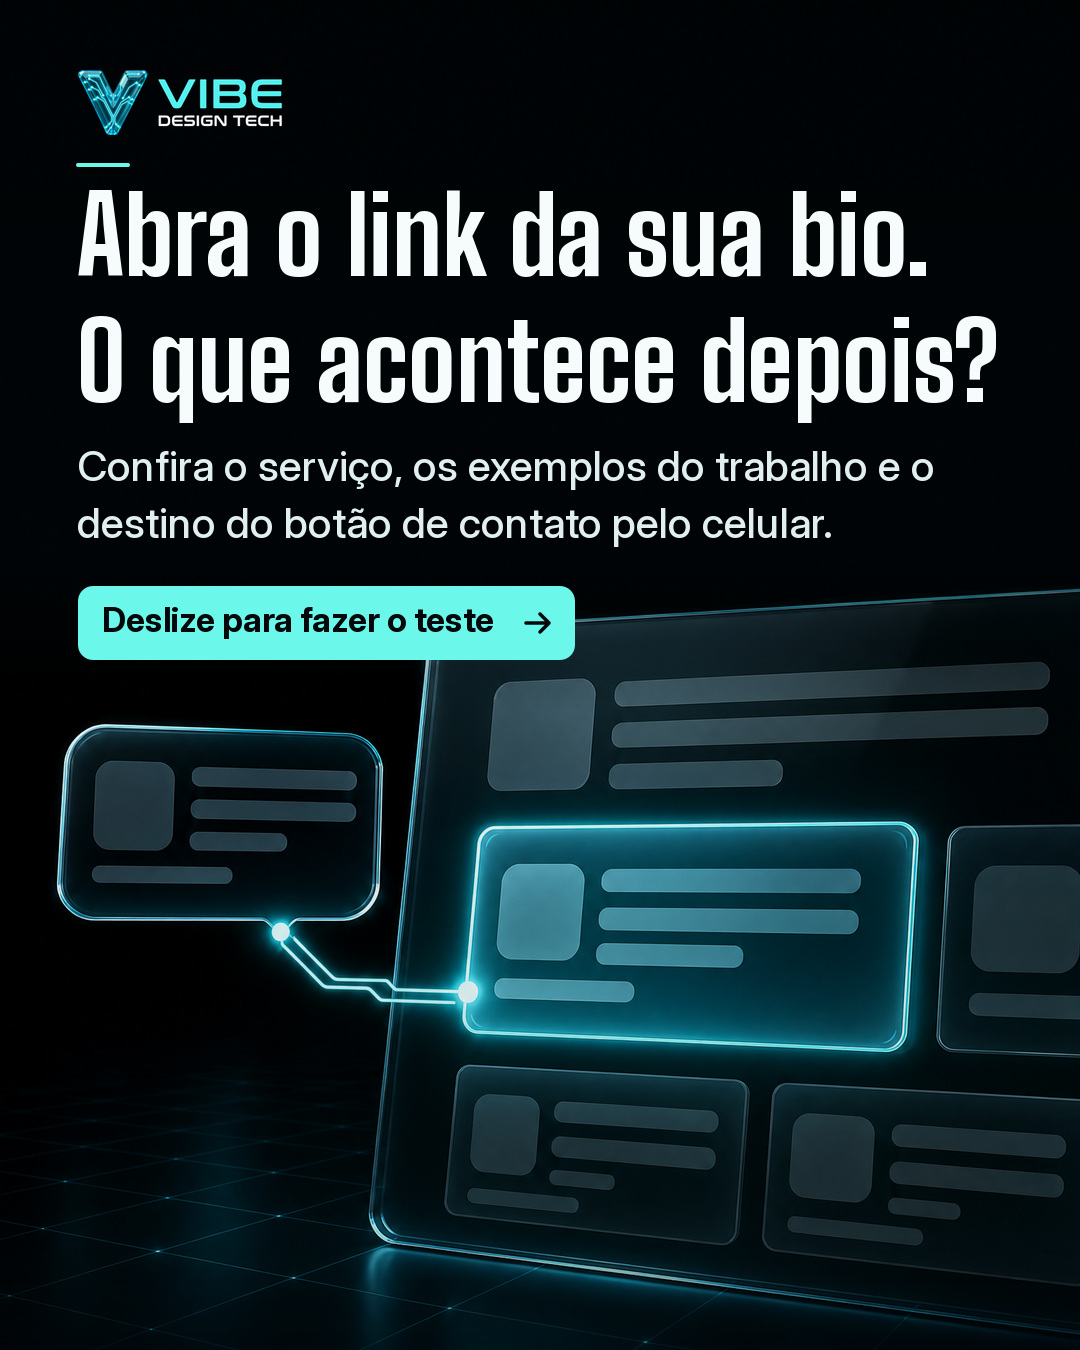 VIBE
DESIGN TECH
Abra o link da sua bio.
O que acontece depois?
Confira o serviço, os exemplos do trabalho e o
destino do botão de contato pelo celular.
Deslize para fazer o teste →